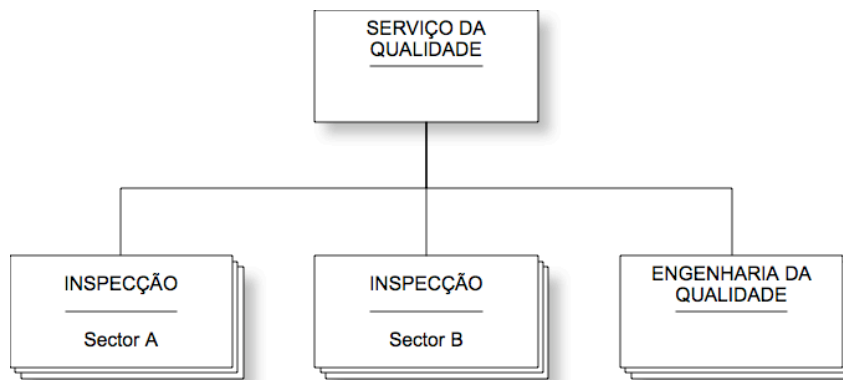 SERVIÇO DA
QUALIDADE
INSPECÇÃO
Sector A
INSPECÇÃO
Sector B
ENGENHARIA DA
QUALIDADE